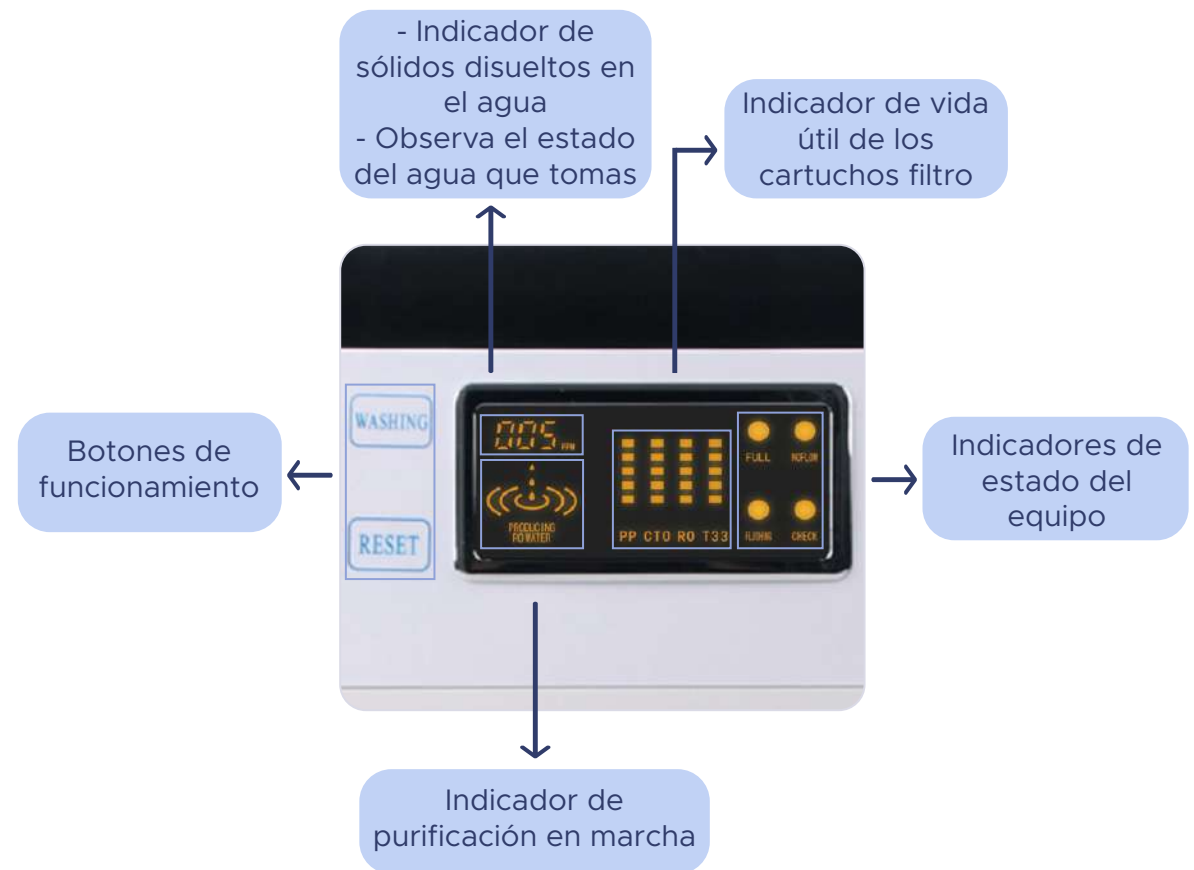 - Indicador de
sólidos disueltos en
el agua
- Observa el estado
del agua que tomas
Indicador de vida
útil de los
cartuchos filtro
Botones de
funcionamiento
WASHING
RESET
005 PPM
PRODUCING
RO WATER
PP CTO RO T33
FULL NOFLOW
FLUSHING CHECK
Indicadores de
estado del
equipo
Indicador de
purificación en marcha